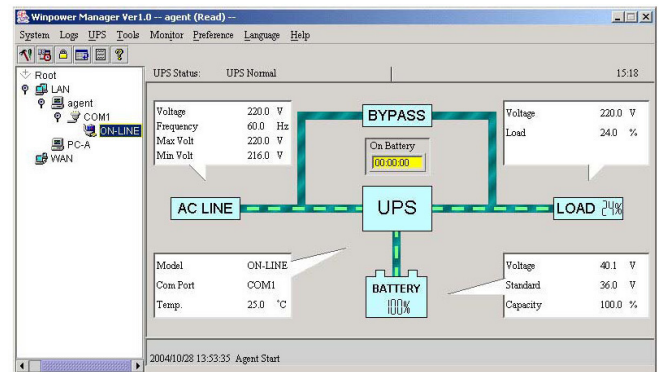 Winpower Manager Ver1.0 -- agent (Read) --
System Logs UPS Tools Monitor Preference Language Help
Root
LAN
agent
COM1
ON-LINE
PC-A
WAN
UPS Status: UPS Normal 15:18
Voltage 220.0 V
Frequency 60.0 Hz
Max Volt 220.0 V
Min Volt 216.0 V
BYPASS
On Battery
00:00:00
Voltage 220.0 V
Load 24.0 %
AC LINE
UPS
LOAD 24%
Model ON-LINE
Com Port COM1
Temp. 25.0 °C
BATTERY
100%
Voltage 40.1 V
Standard 36.0 V
Capacity 100.0 %
2004/10/28 13:53:35 Agent Start